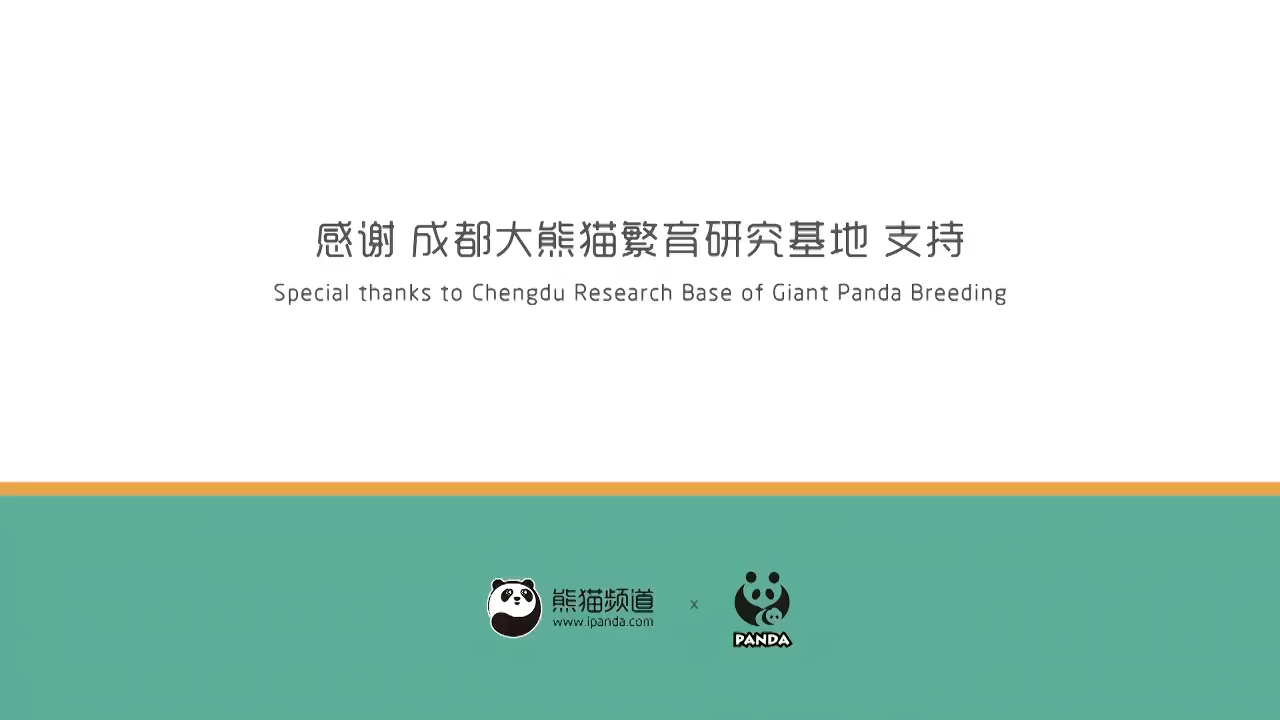 感谢 成都大熊猫繁育研究基地 支持
Special thanks to Chengdu Research Base of Giant Panda Breeding
熊猫频道
www.ipanda.com
x
PANDA